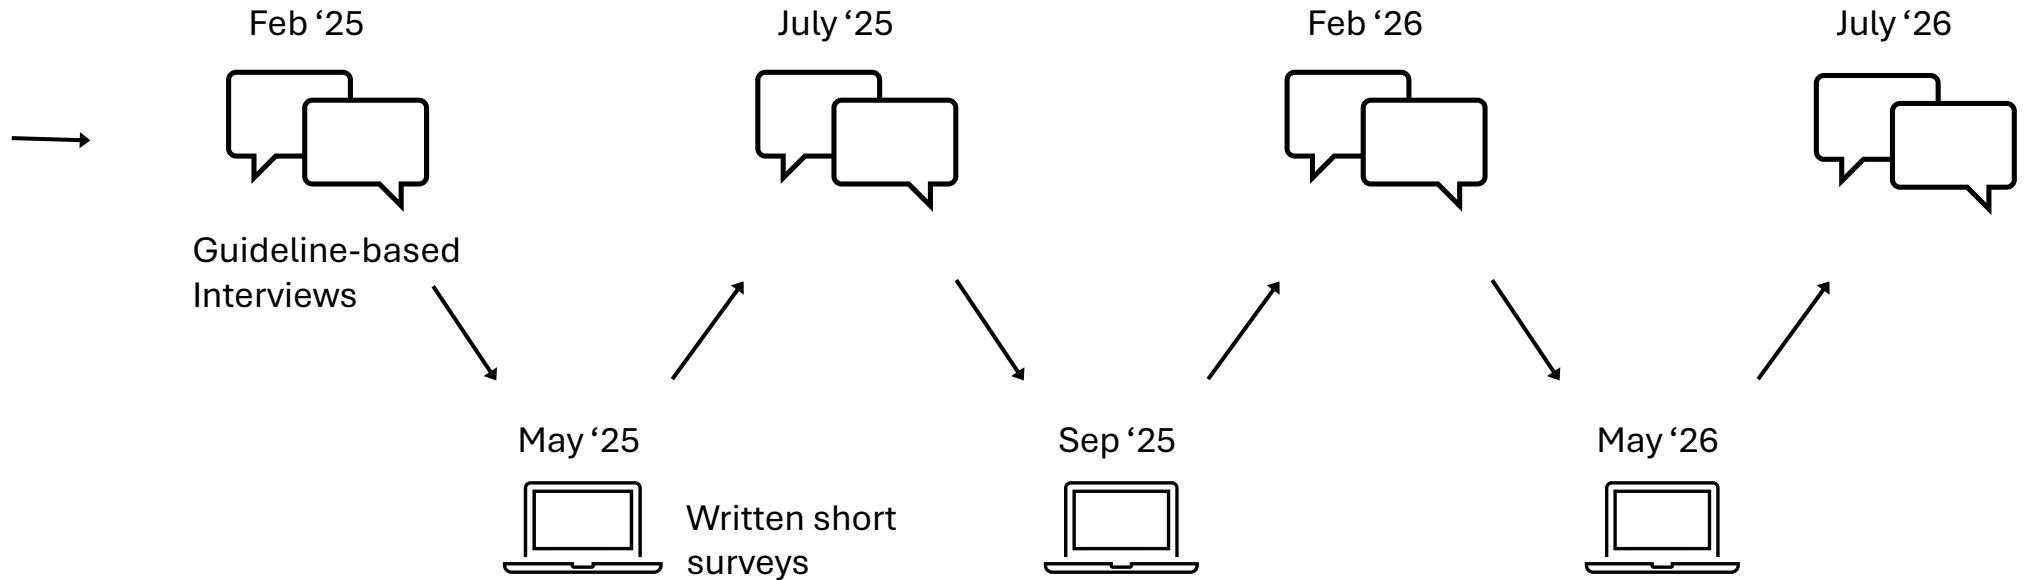 Feb ‘25
July ‘25
Feb ‘26
July ‘26
Guideline-based
Interviews
May ‘25
Sep ‘25
May ‘26
Written short
surveys